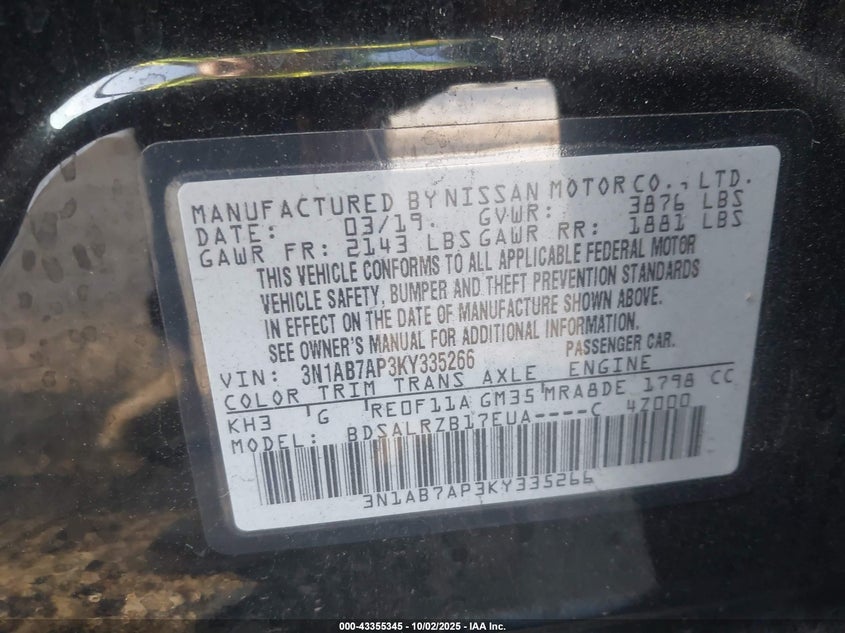 MANUFACTURED BY NISSAN MOTOR CO., LTD.
DATE: 03/19. GVWR: 3876 LBS
GAWR FR: 2143 LBS GAWR RR: 1881 LBS
THIS VEHICLE CONFORMS TO ALL APPLICABLE FEDERAL MOTOR
VEHICLE SAFETY, BUMPER AND THEFT PREVENTION STANDARDS
IN EFFECT ON THE DATE OF MANUFACTURE SHOWN ABOVE.
SEE OWNER'S MANUAL FOR ADDITIONAL INFORMATION.
VIN: 3N1AB7AP3KY335266 PASSENGER CAR.
COLOR TRIM TRANS AXLE ENGINE
KH3 G RE0F11A GM35 MRA8DE 1798 CC
MODEL: BDSALRZB17EUA----C 4Z000
3N1AB7AP3KY335266
000-43355345 - 10/02/2025 - IAA Inc.